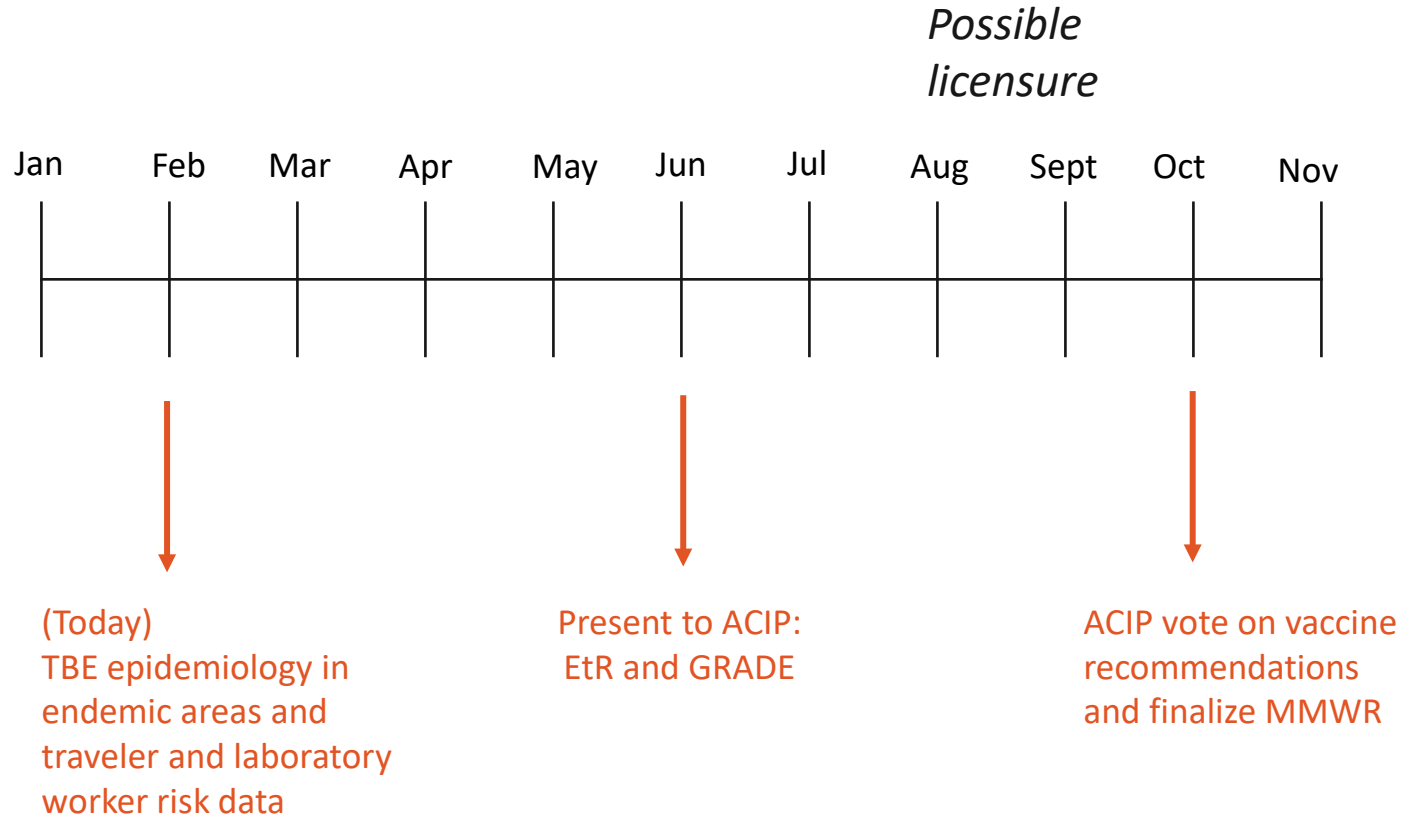 Possible
licensure
Jan Feb Mar Apr May Jun Jul Aug Sept Oct Nov
(Today)
TBE epidemiology in
endemic areas and
traveler and laboratory
worker risk data
Present to ACIP:
EtR and GRADE
ACIP vote on vaccine
recommendations
and finalize MMWR